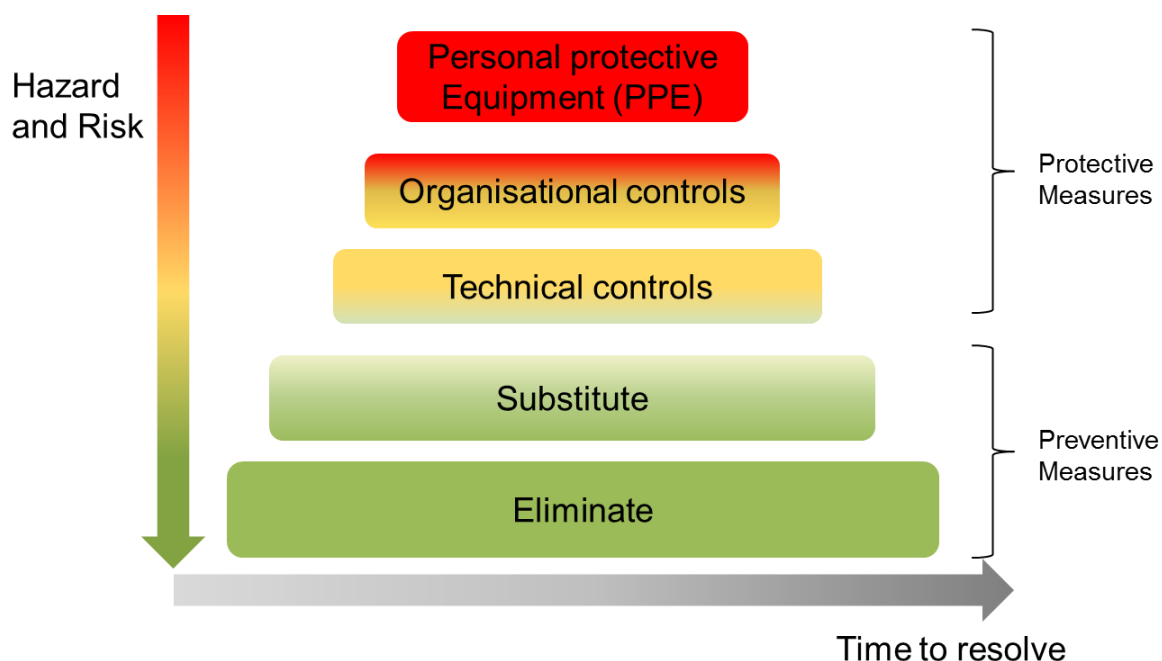 Hazard
and Risk
Personal protective
Equipment (PPE)
Organisational controls
Technical controls
Substitute
Eliminate
Protective
Measures
Preventive
Measures
Time to resolve